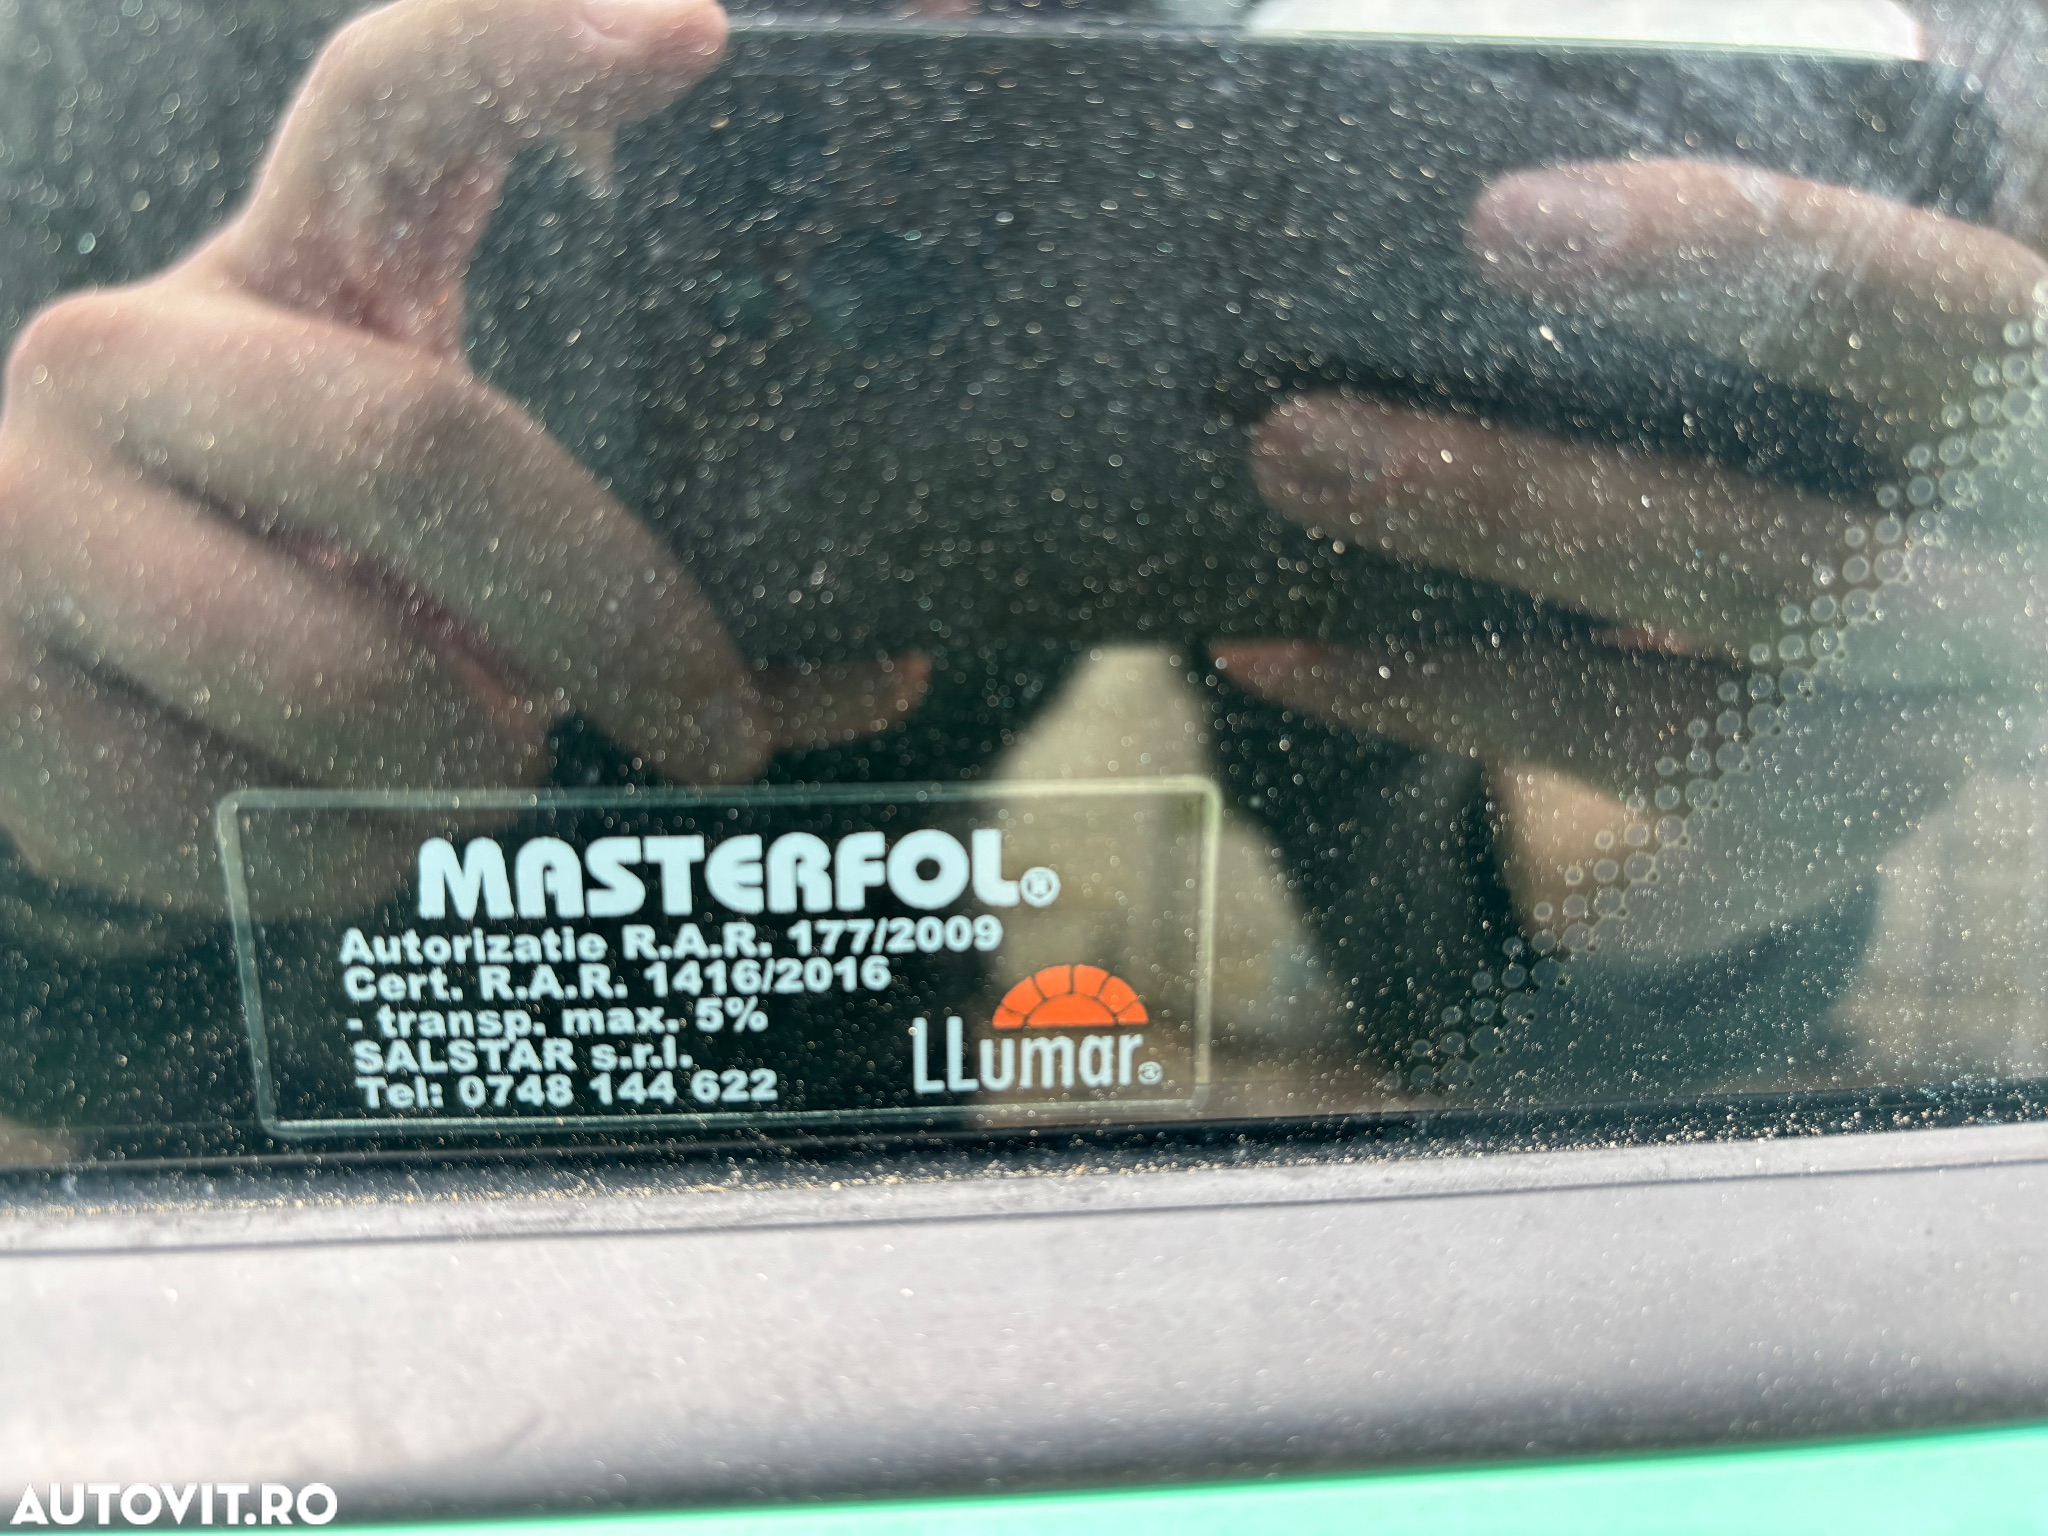 MASTERFOL®
Autorizatie R.A.R. 177/2009
Cert. R.A.R. 1416/2016
- transp. max. 5%
SALSTAR s.r.l.
Tel: 0748 144 622
LLumar®
AUTOVIT.RO